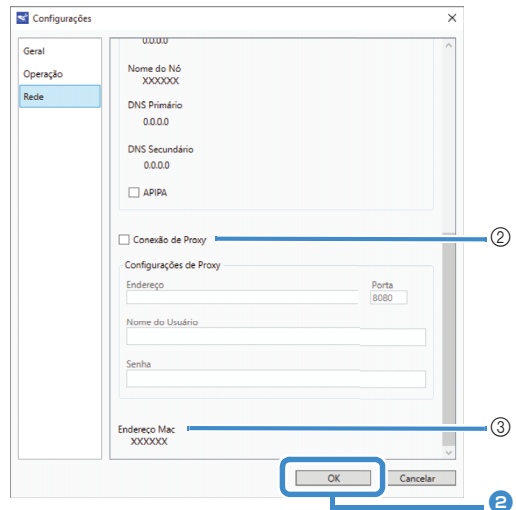 Configurações
Geral
Operação
Rede
0.0.0.0
Nome do Nó
XXXXXX
DNS Primário
0.0.0.0
DNS Secundário
0.0.0.0
APIPA
Conexão de Proxy
②
Configurações de Proxy
Endereço Porta
8080
Nome do Usuário
Senha
Endereço Mac
③
XXXXXX
OK Cancelar
2